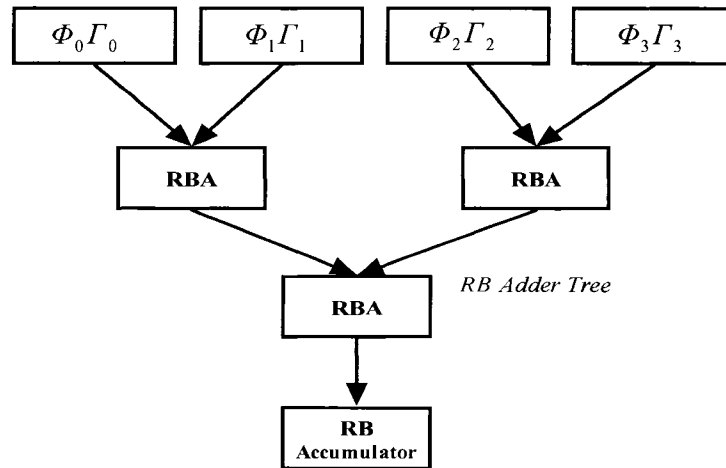 Φ₀Γ₀ Φ₁Γ₁ Φ₂Γ₂ Φ₃Γ₃
RBA RBA
RB Adder Tree
RBA
RB
Accumulator